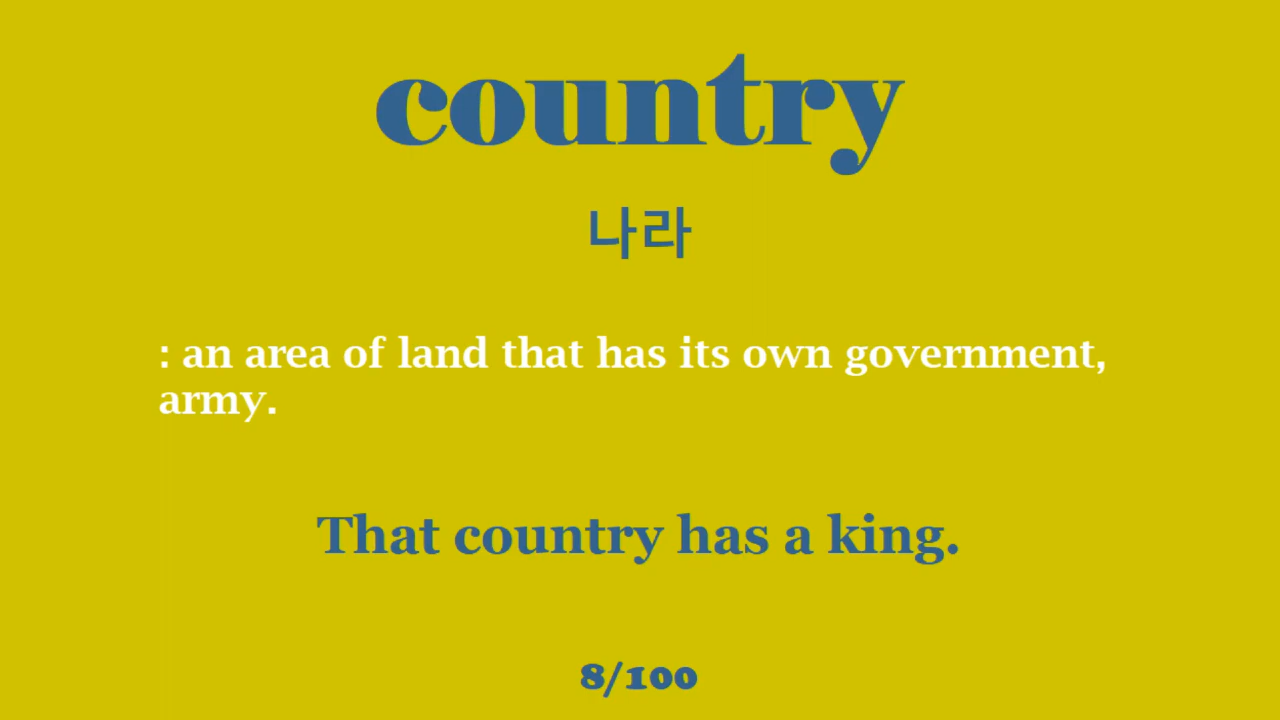 country
나라
: an area of land that has its own government,
army.
That country has a king.
8/100